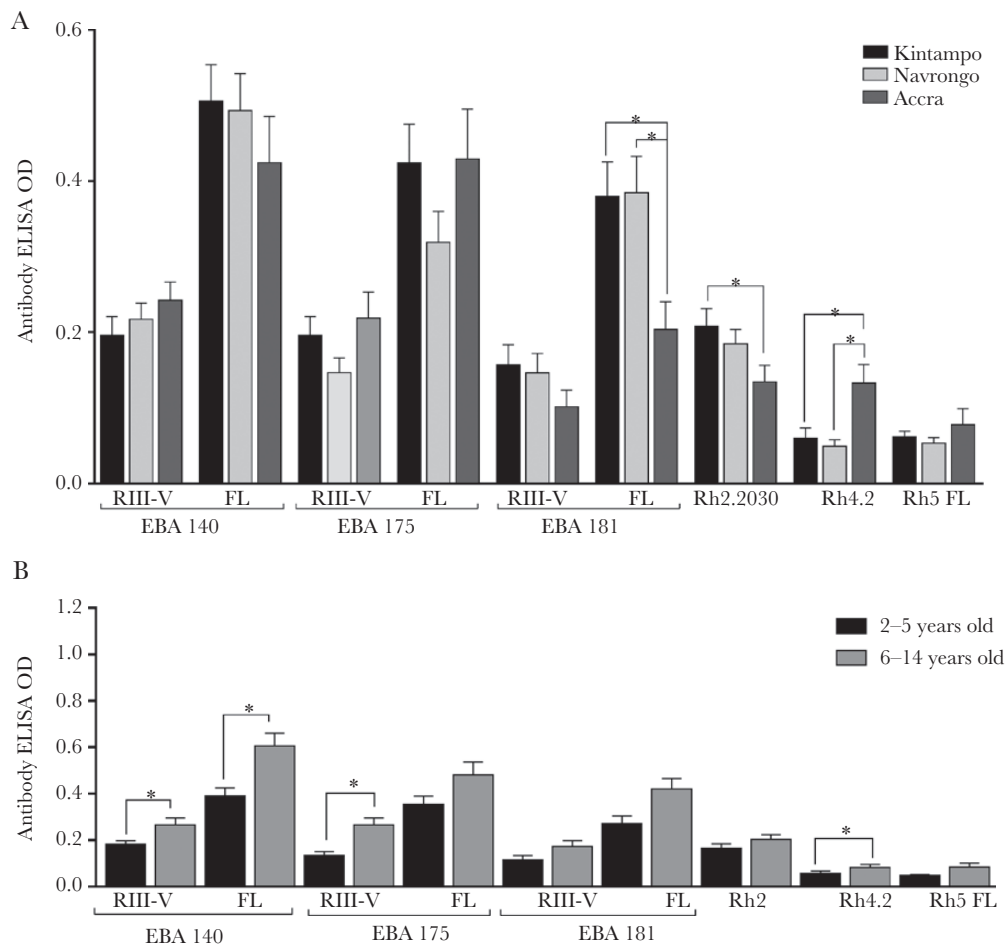 A
0.6
Kintampo
Navrongo
Accra
* *
0.4
Antibody ELISA OD
0.2
* * *
0.0
RIII-V FL RIII-V FL RIII-V FL Rh2.2030 Rh4.2 Rh5 FL
EBA 140 EBA 175 EBA 181
B
1.2
2–5 years old
6–14 years old
1.0
0.8
Antibody ELISA OD
*
0.6
0.4
* * *
0.2
0.0
RIII-V FL RIII-V FL RIII-V FL Rh2 Rh4.2 Rh5 FL
EBA 140 EBA 175 EBA 181